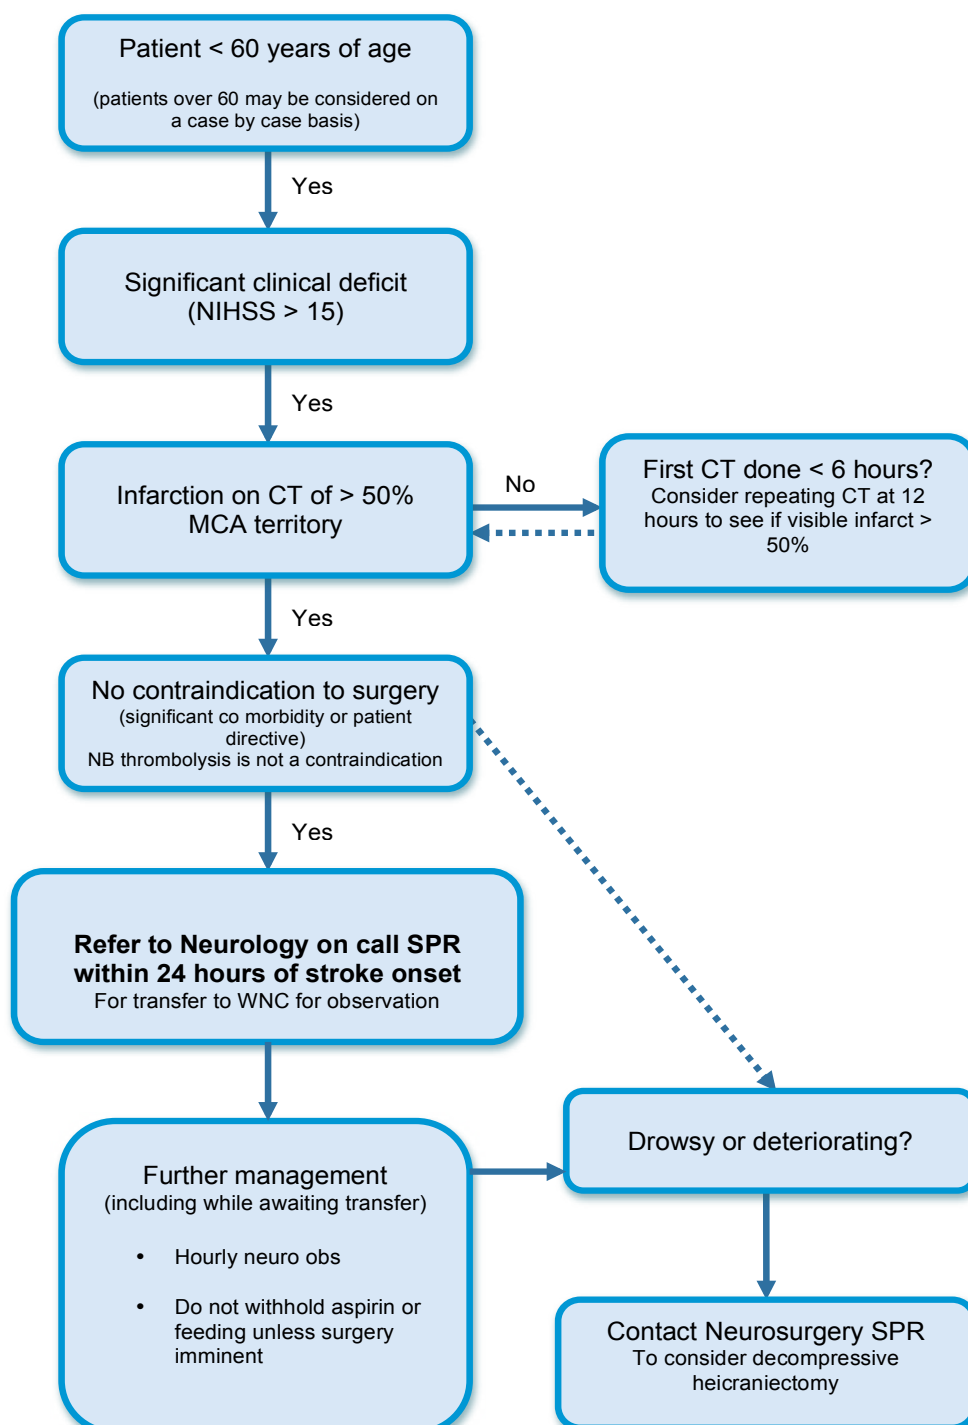 Patient < 60 years of age
(patients over 60 may be considered on
a case by case basis)
Yes
Significant clinical deficit
(NIHSS > 15)
Yes
Infarction on CT of > 50%
MCA territory
No
First CT done < 6 hours?
Consider repeating CT at 12
hours to see if visible infarct >
50%
Yes
No contraindication to surgery
(significant co morbidity or patient
directive)
NB thrombolysis is not a contraindication
Yes
Refer to Neurology on call SPR
within 24 hours of stroke onset
For transfer to WNC for observation
Drowsy or deteriorating?
Further management
(including while awaiting transfer)
• Hourly neuro obs
• Do not withhold aspirin or
feeding unless surgery
imminent
Contact Neurosurgery SPR
To consider decompressive
heicraniectomy